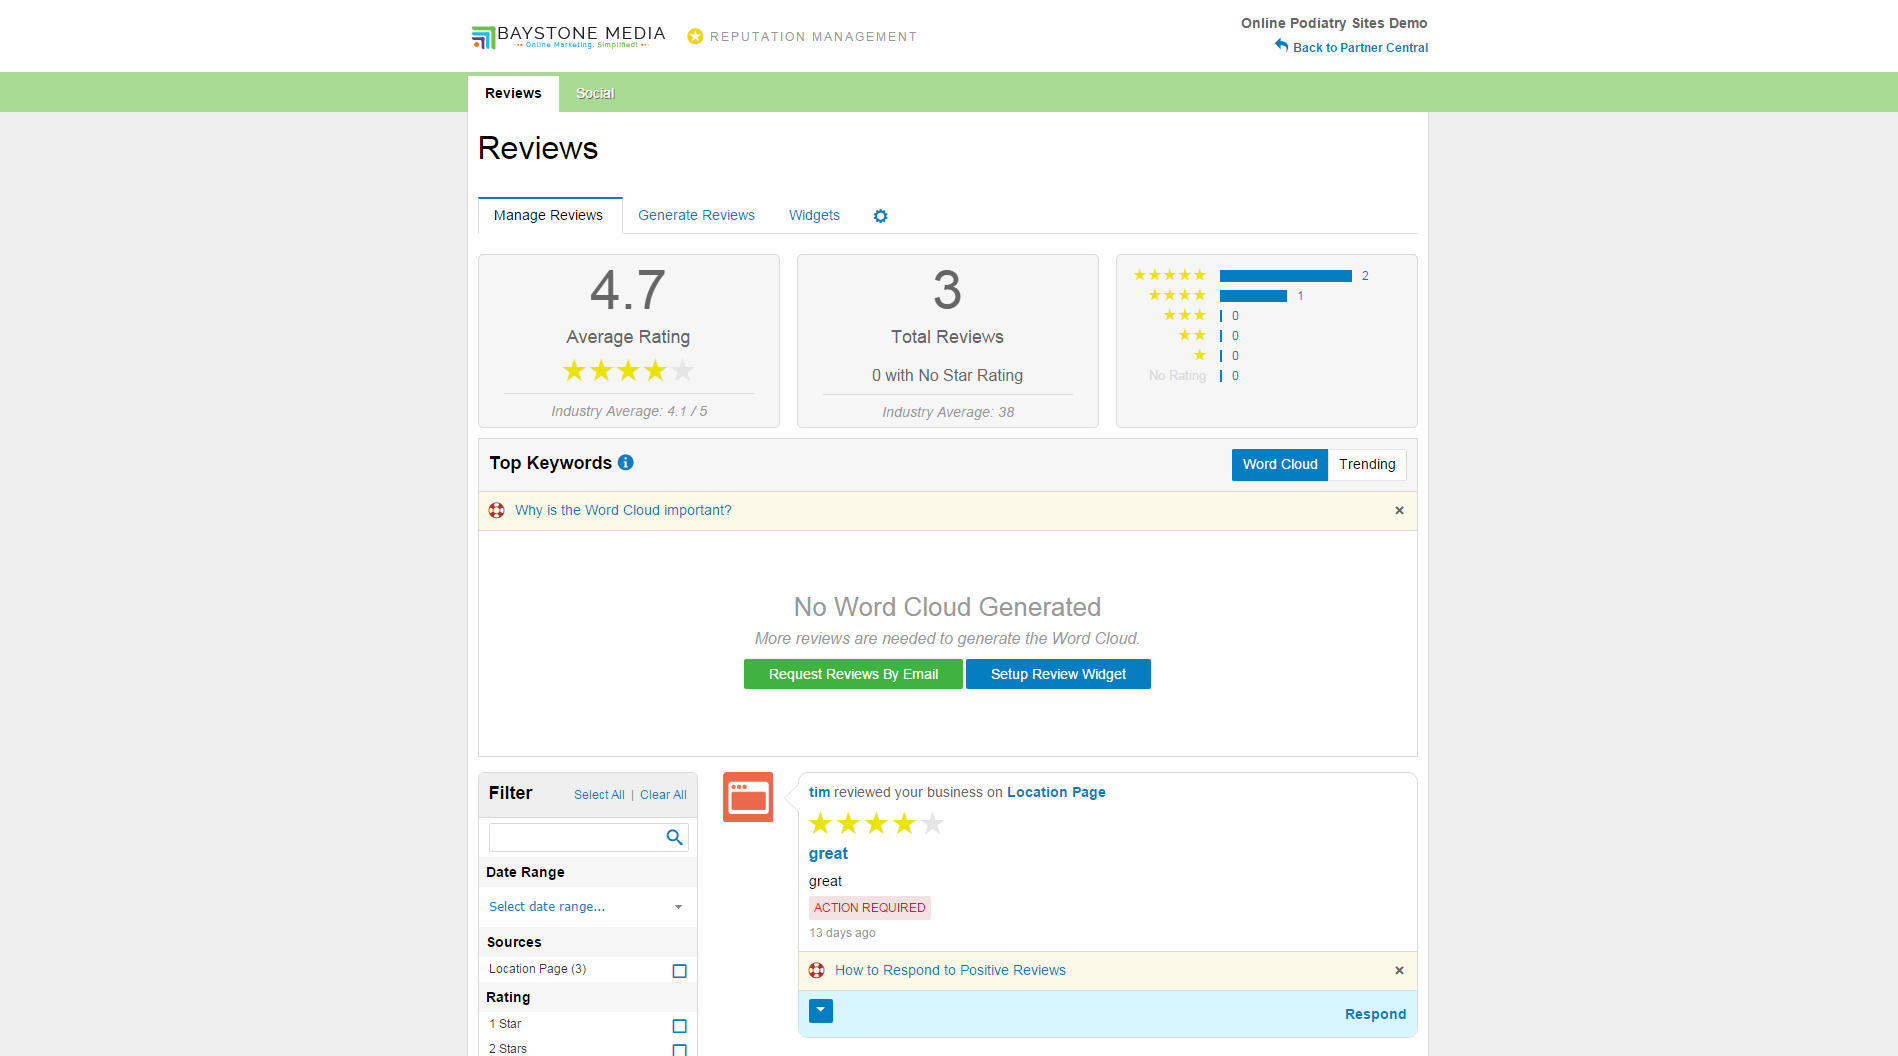 BAYSTONE MEDIA
Online Marketing. Simplified!
REPUTATION MANAGEMENT
Online Podiatry Sites Demo
Back to Partner Central
Reviews
Social
Reviews
Manage Reviews
Generate Reviews
Widgets
4.7
Average Rating
Industry Average: 4.1 / 5
3
Total Reviews
0 with No Star Rating
Industry Average: 38
2
1
0
0
0
No Rating 0
Top Keywords
Word Cloud
Trending
Why is the Word Cloud important?
No Word Cloud Generated
More reviews are needed to generate the Word Cloud.
Request Reviews By Email
Setup Review Widget
Filter
Select All | Clear All
Date Range
Select date range...
Sources
Location Page (3)
Rating
1 Star
2 Stars
tim reviewed your business on Location Page
great
great
ACTION REQUIRED
13 days ago
How to Respond to Positive Reviews
Respond